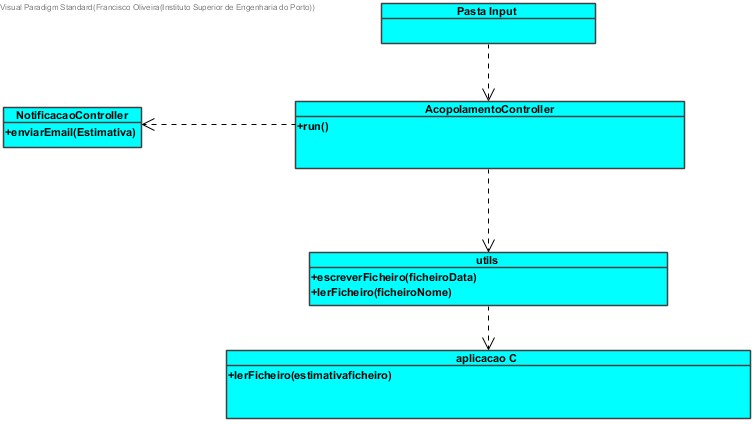 Visual Paradigm Standard(Francisco Oliveira(Instituto Superior de Engenharia do Porto))
Pasta Input
NotificacaoController
+enviarEmail(Estimativa)
AcopolamentoController
+run()
utils
+escreverFicheiro(ficheiroData)
+lerFicheiro(ficheiroNome)
aplicacao C
+lerFicheiro(estimativaficheiro)